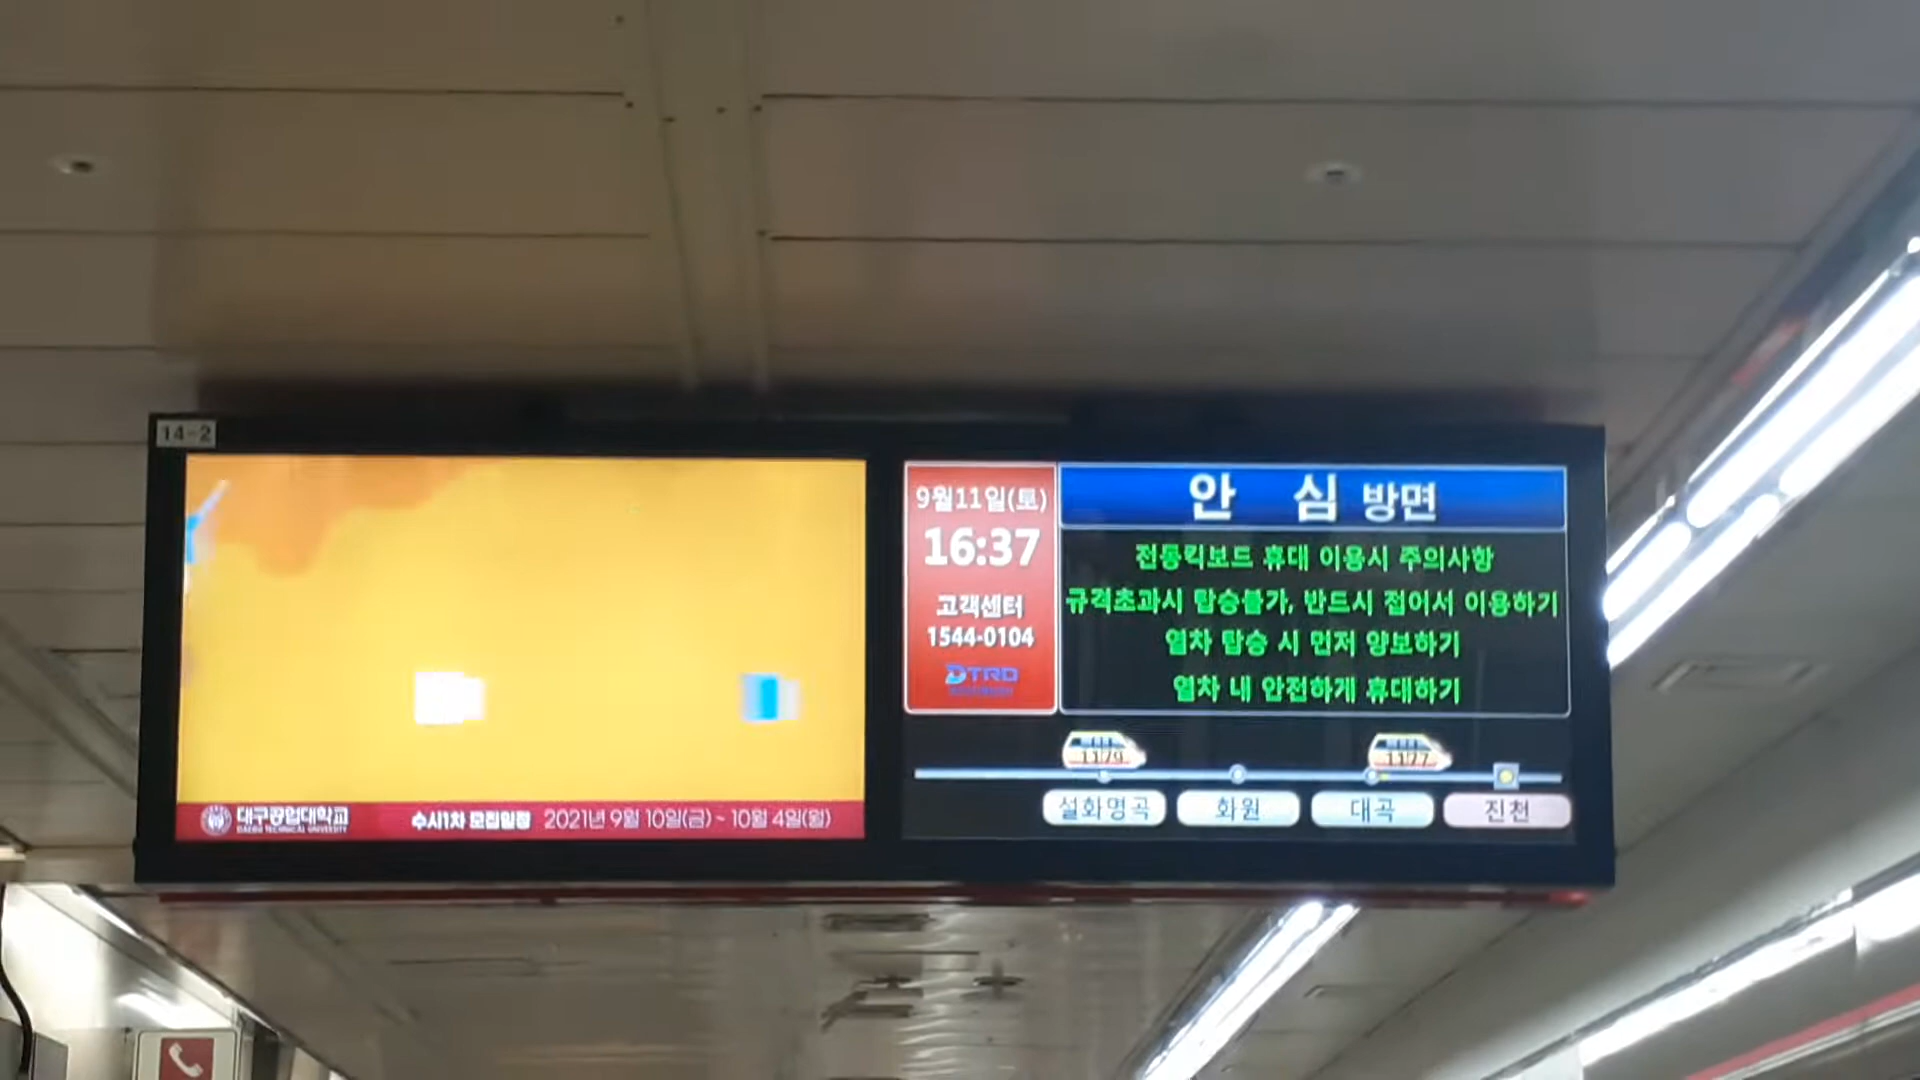 14-2
대구공업대학교
DAEGU TECHNICAL UNIVERSITY
수시1차 모집일정 2021년 9월 10일(금) ~ 10월 4일(월)
9월11일(토)
16:37
고객센터
1544-0104
DTRO
안 심 방면
전동킥보드 휴대 이용시 주의사항
규격초과시 탑승불가, 반드시 접어서 이용하기
열차 탑승 시 먼저 양보하기
열차 내 안전하게 휴대하기
1179
1177
설화명곡
화원
대곡
진천